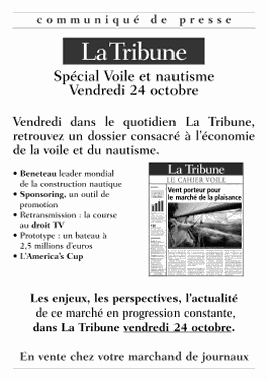 communiqué de presse
La Tribune
Spécial Voile et nautisme
Vendredi 24 octobre
Vendredi dans le quotidien La Tribune,
retrouvez un dossier consacré à l'économie
de la voile et du nautisme.
• Beneteau leader mondial
de la construction nautique
• Sponsoring, un outil de
promotion
• Retransmission : la course
au droit TV
• Prototype : un bateau à
2,5 millions d'euros
• L'America's Cup
La Tribune
LE CAHIER VOILE
Vent porteur pour
le marché de la plaisance
Les enjeux, les perspectives, l'actualité
de ce marché en progression constante,
dans La Tribune vendredi 24 octobre.
En vente chez votre marchand de journaux